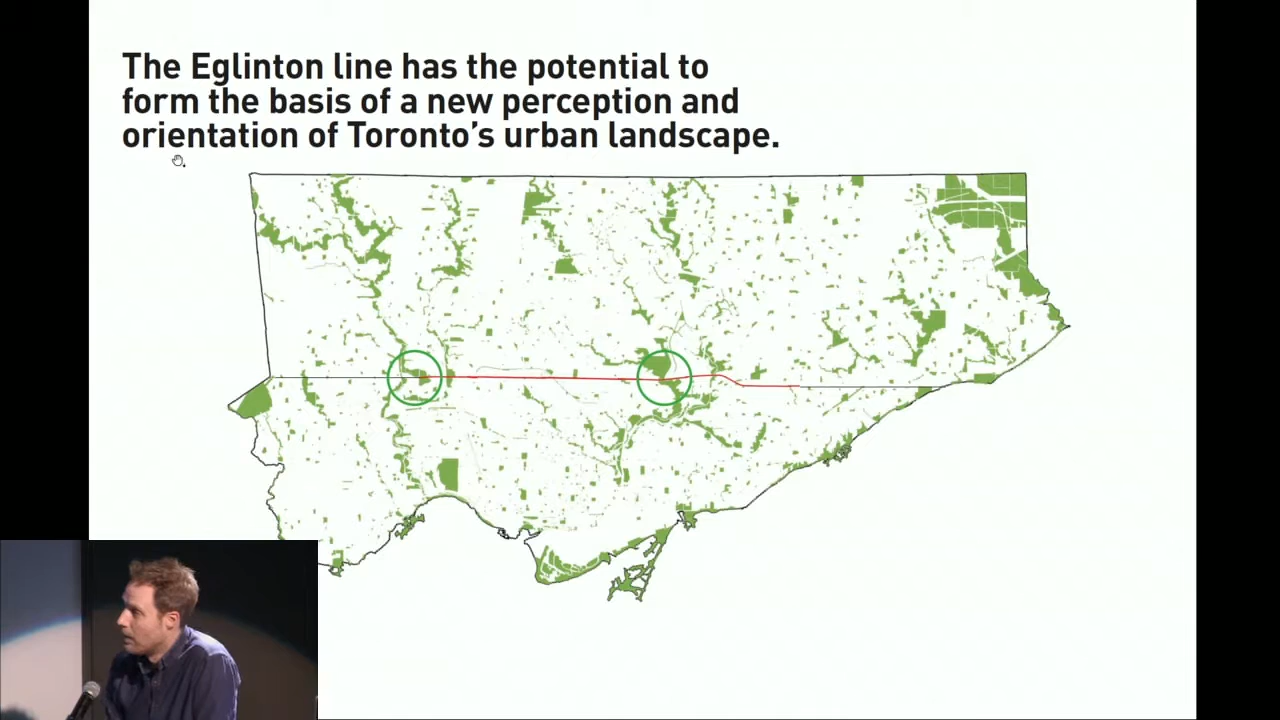 The Eglinton line has the potential to
form the basis of a new perception and
orientation of Toronto's urban landscape.